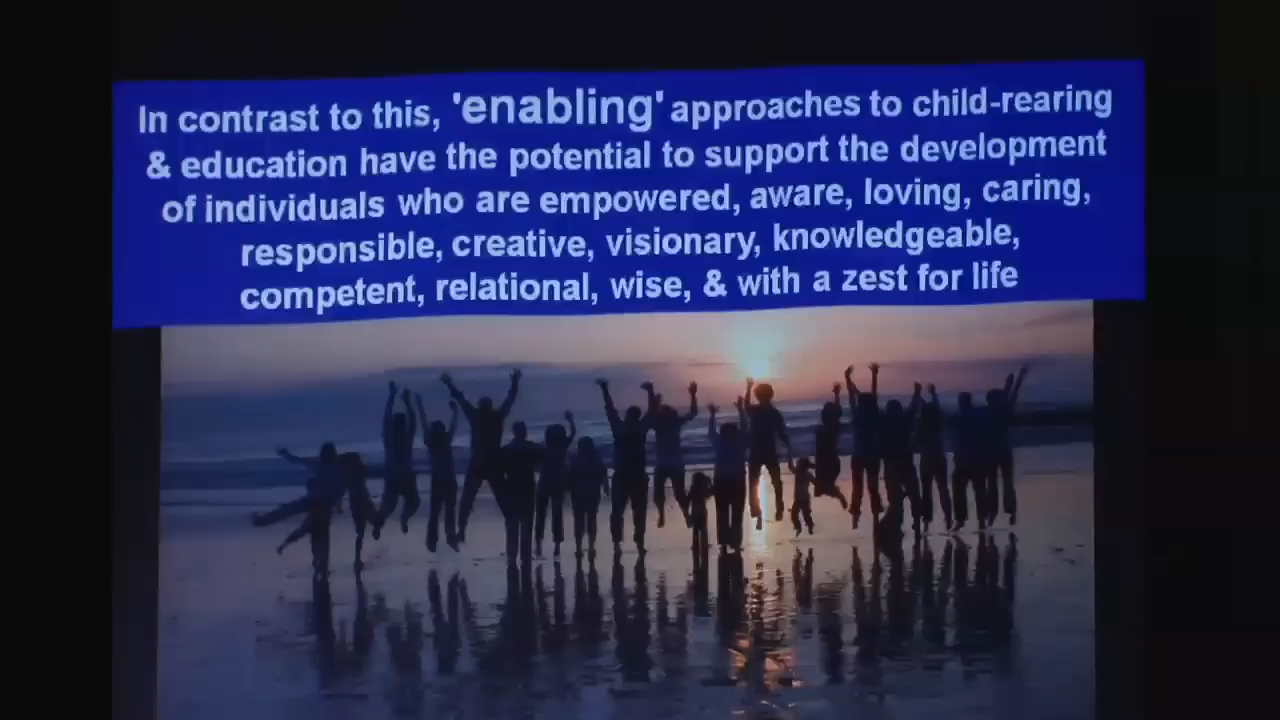 In contrast to this, 'enabling' approaches to child-rearing
& education have the potential to support the development
of individuals who are empowered, aware, loving, caring,
responsible, creative, visionary, knowledgeable,
competent, relational, wise, & with a zest for life